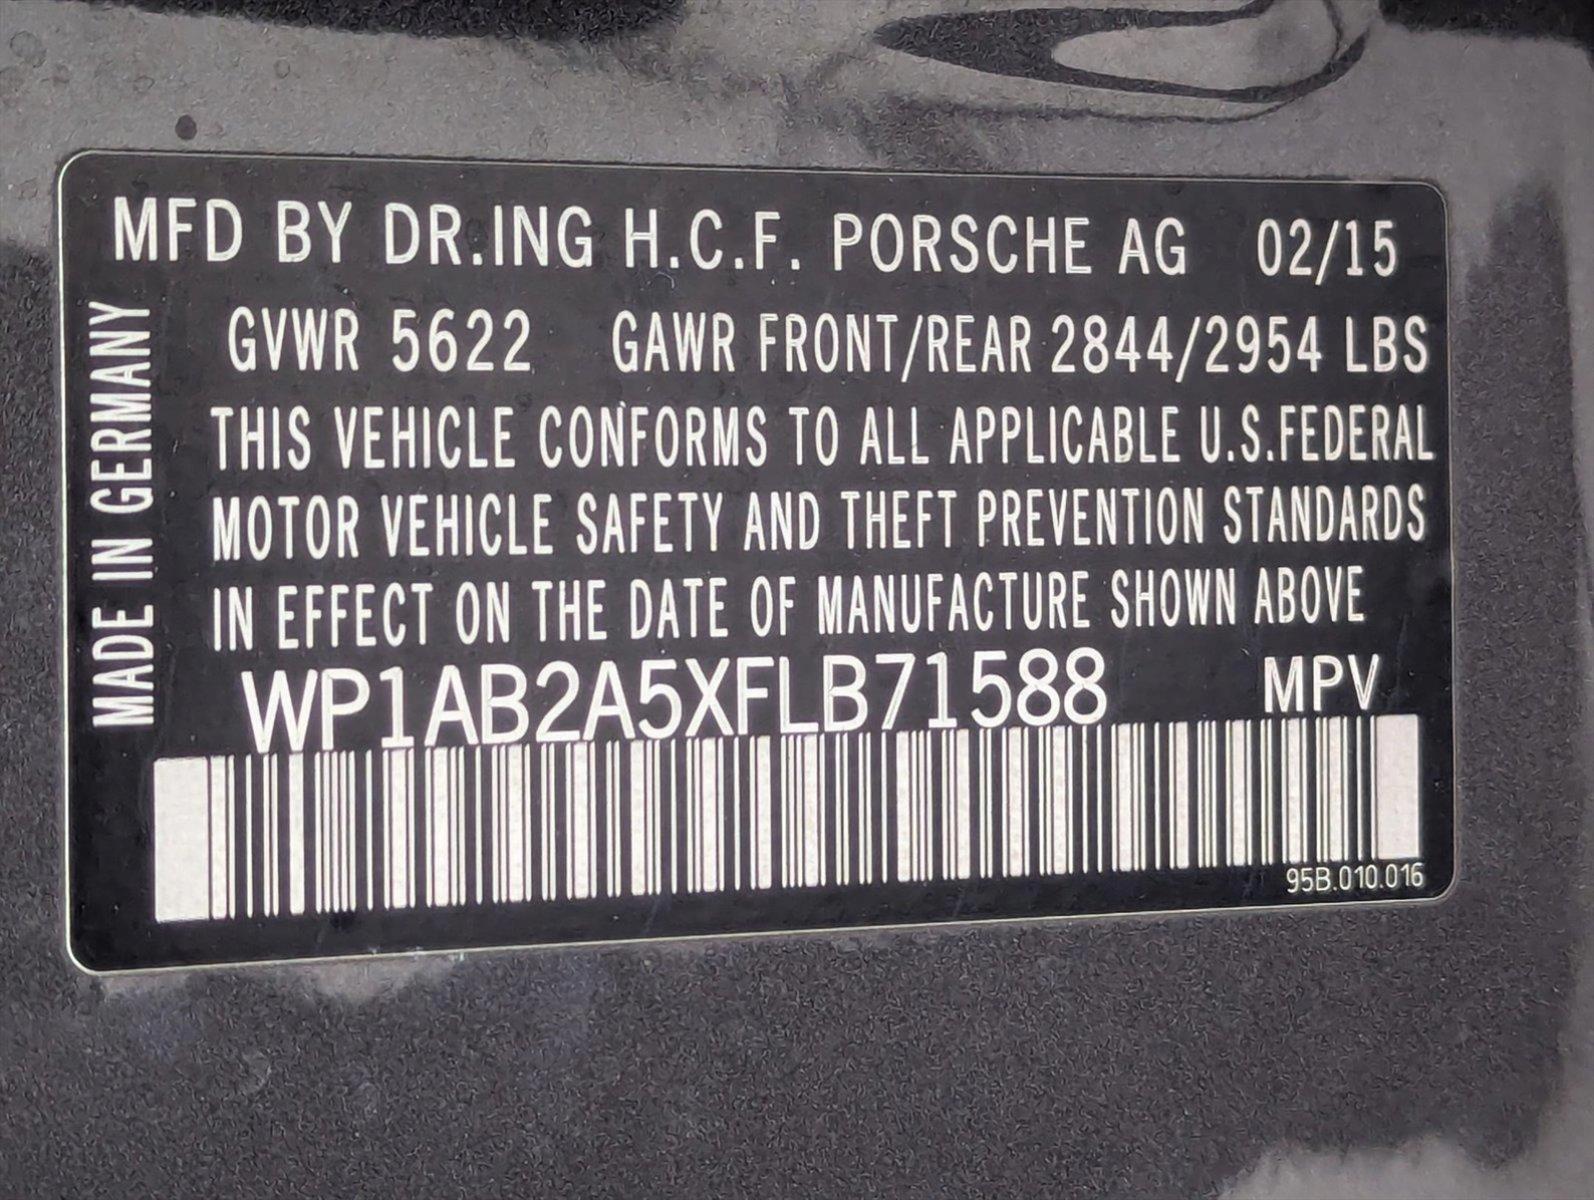 MFD BY DR.ING H.C.F. PORSCHE AG 02/15
GVWR 5622 GAWR FRONT/REAR 2844/2954 LBS
THIS VEHICLE CONFORMS TO ALL APPLICABLE U.S.FEDERAL
MOTOR VEHICLE SAFETY AND THEFT PREVENTION STANDARDS
IN EFFECT ON THE DATE OF MANUFACTURE SHOWN ABOVE
WP1AB2A5XFLB71588 MPV
95B.010.016
MADE IN GERMANY